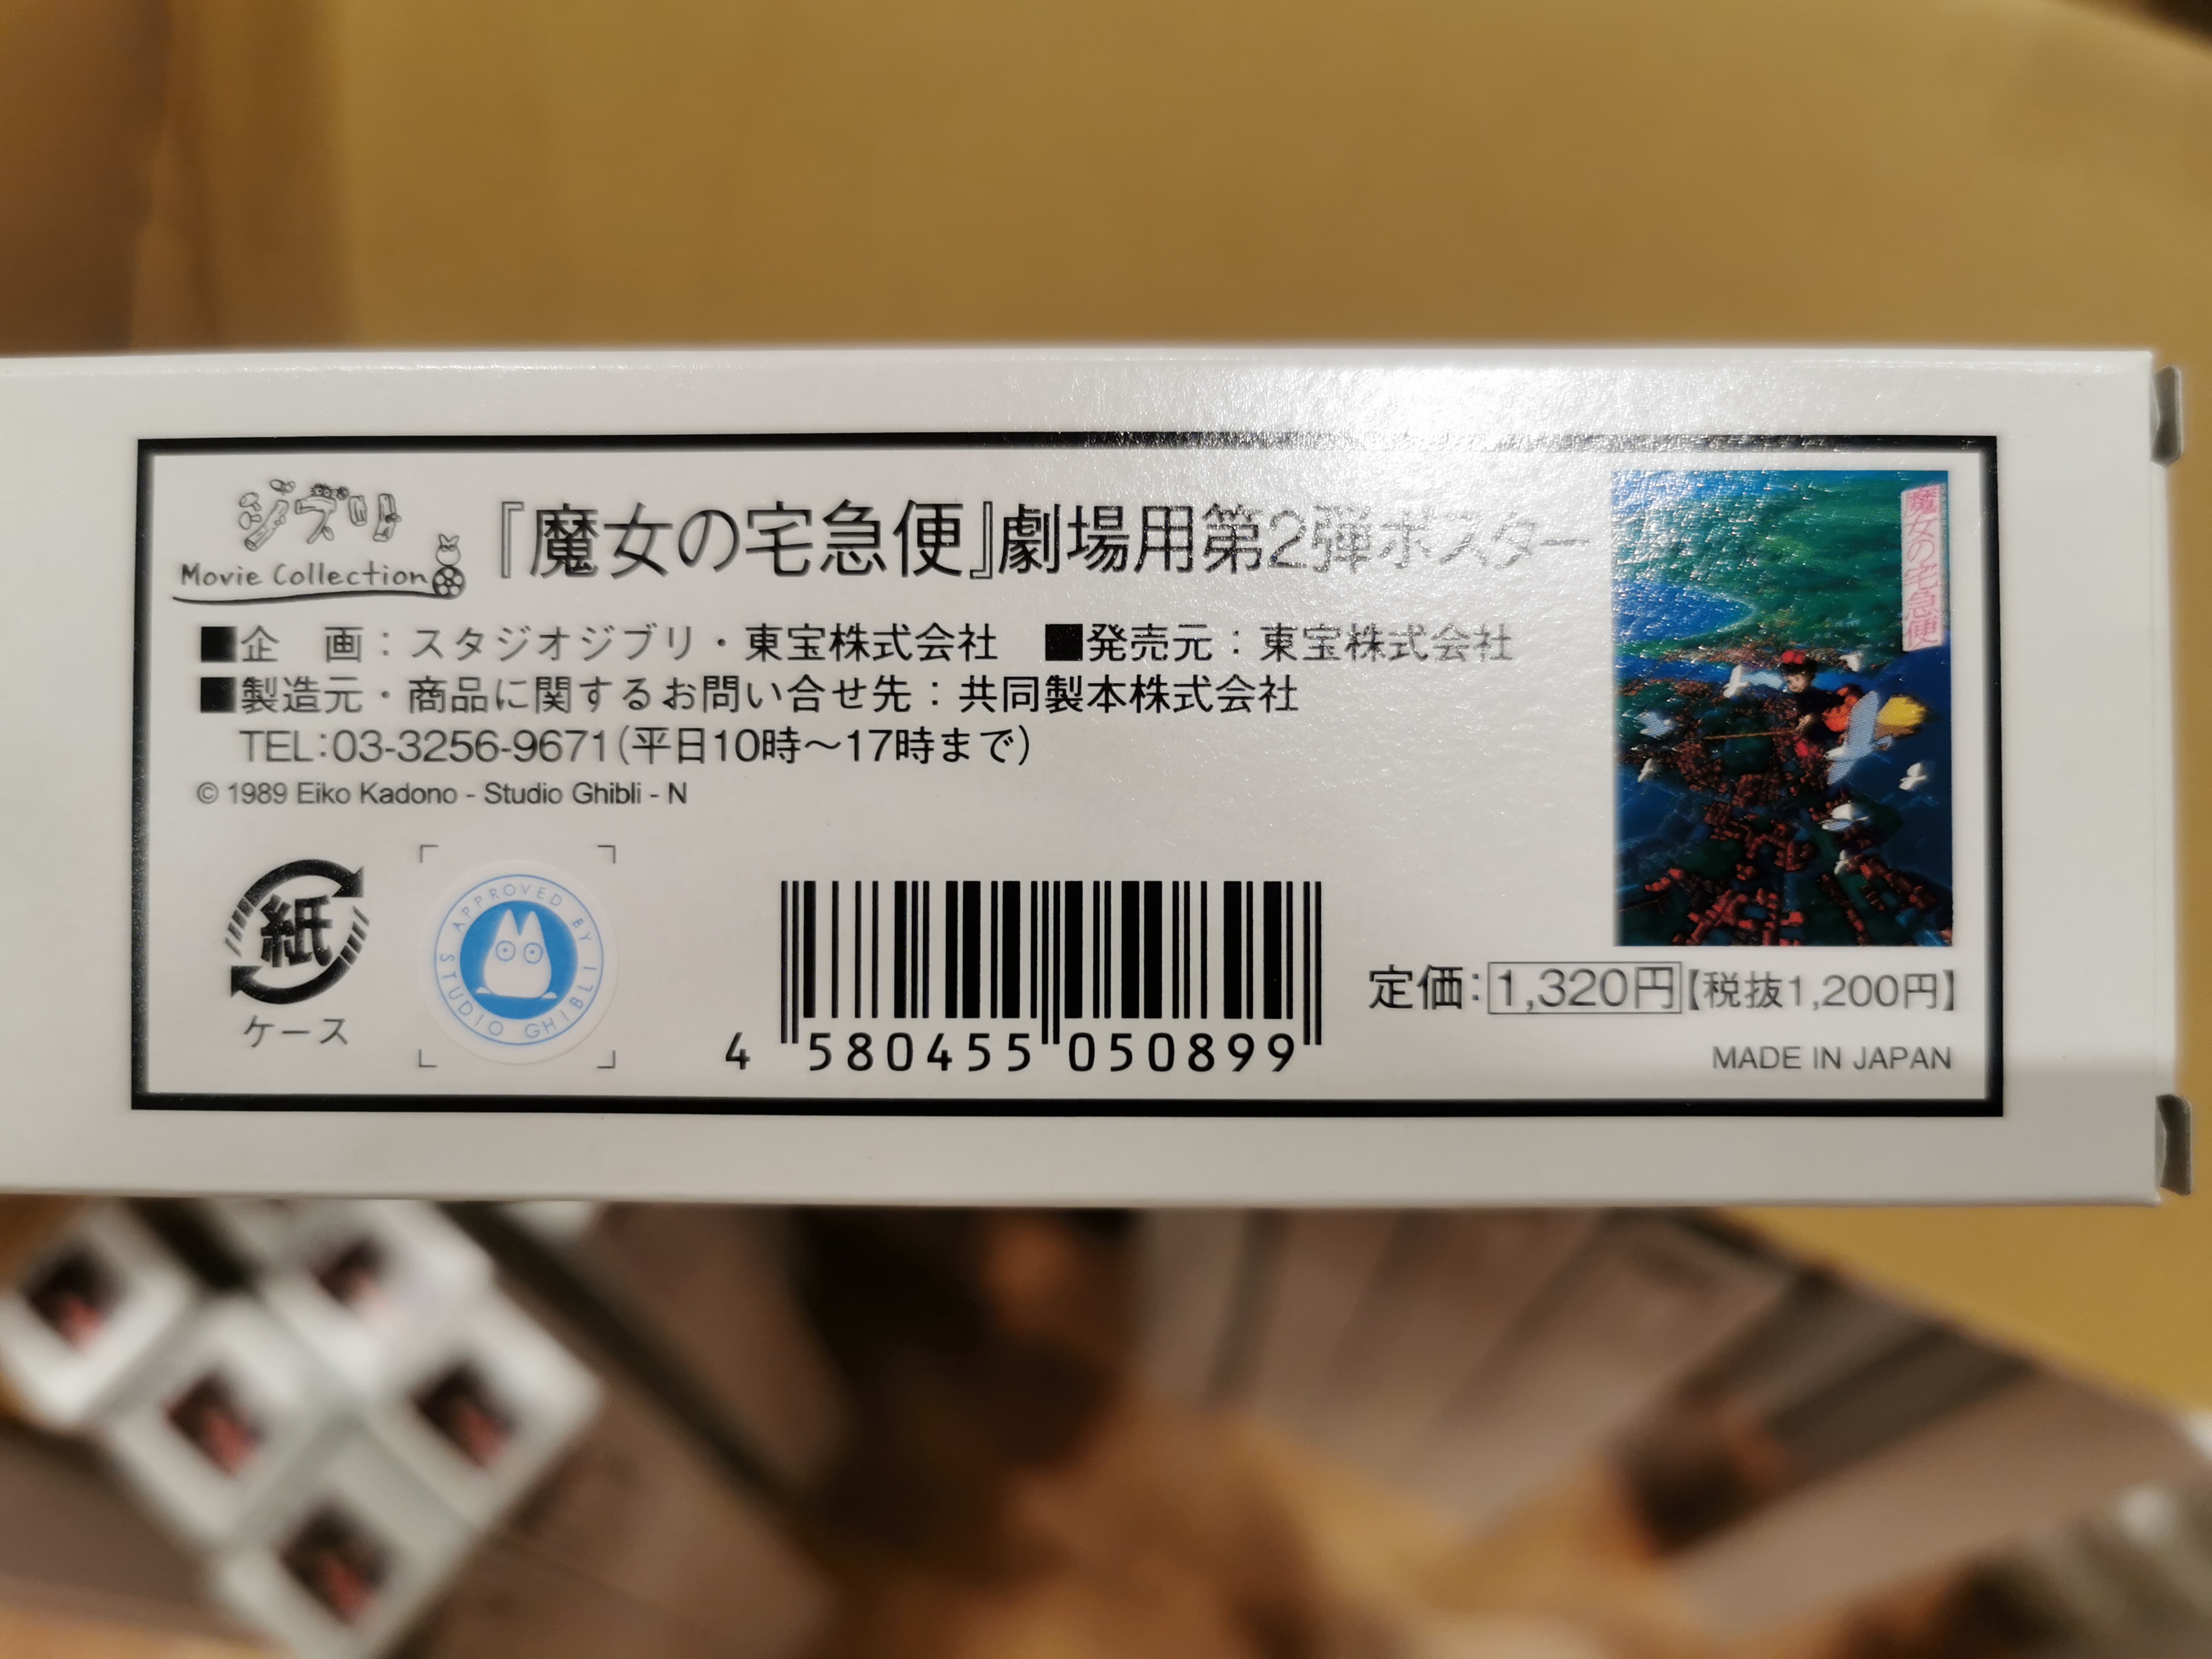 ジブリ
Movie Collection
『魔女の宅急便』劇場用第2弾ポスター
■企　画：スタジオジブリ・東宝株式会社　■発売元：東宝株式会社
■製造元・商品に関するお問い合せ先：共同製本株式会社
TEL:03-3256-9671(平日10時～17時まで)
© 1989 Eiko Kadono - Studio Ghibli - N
魔女の宅急便
紙
ケース
APPROVED BY STUDIO GHIBLI
4 580455 050899
定価：1,320円【税抜1,200円】
MADE IN JAPAN